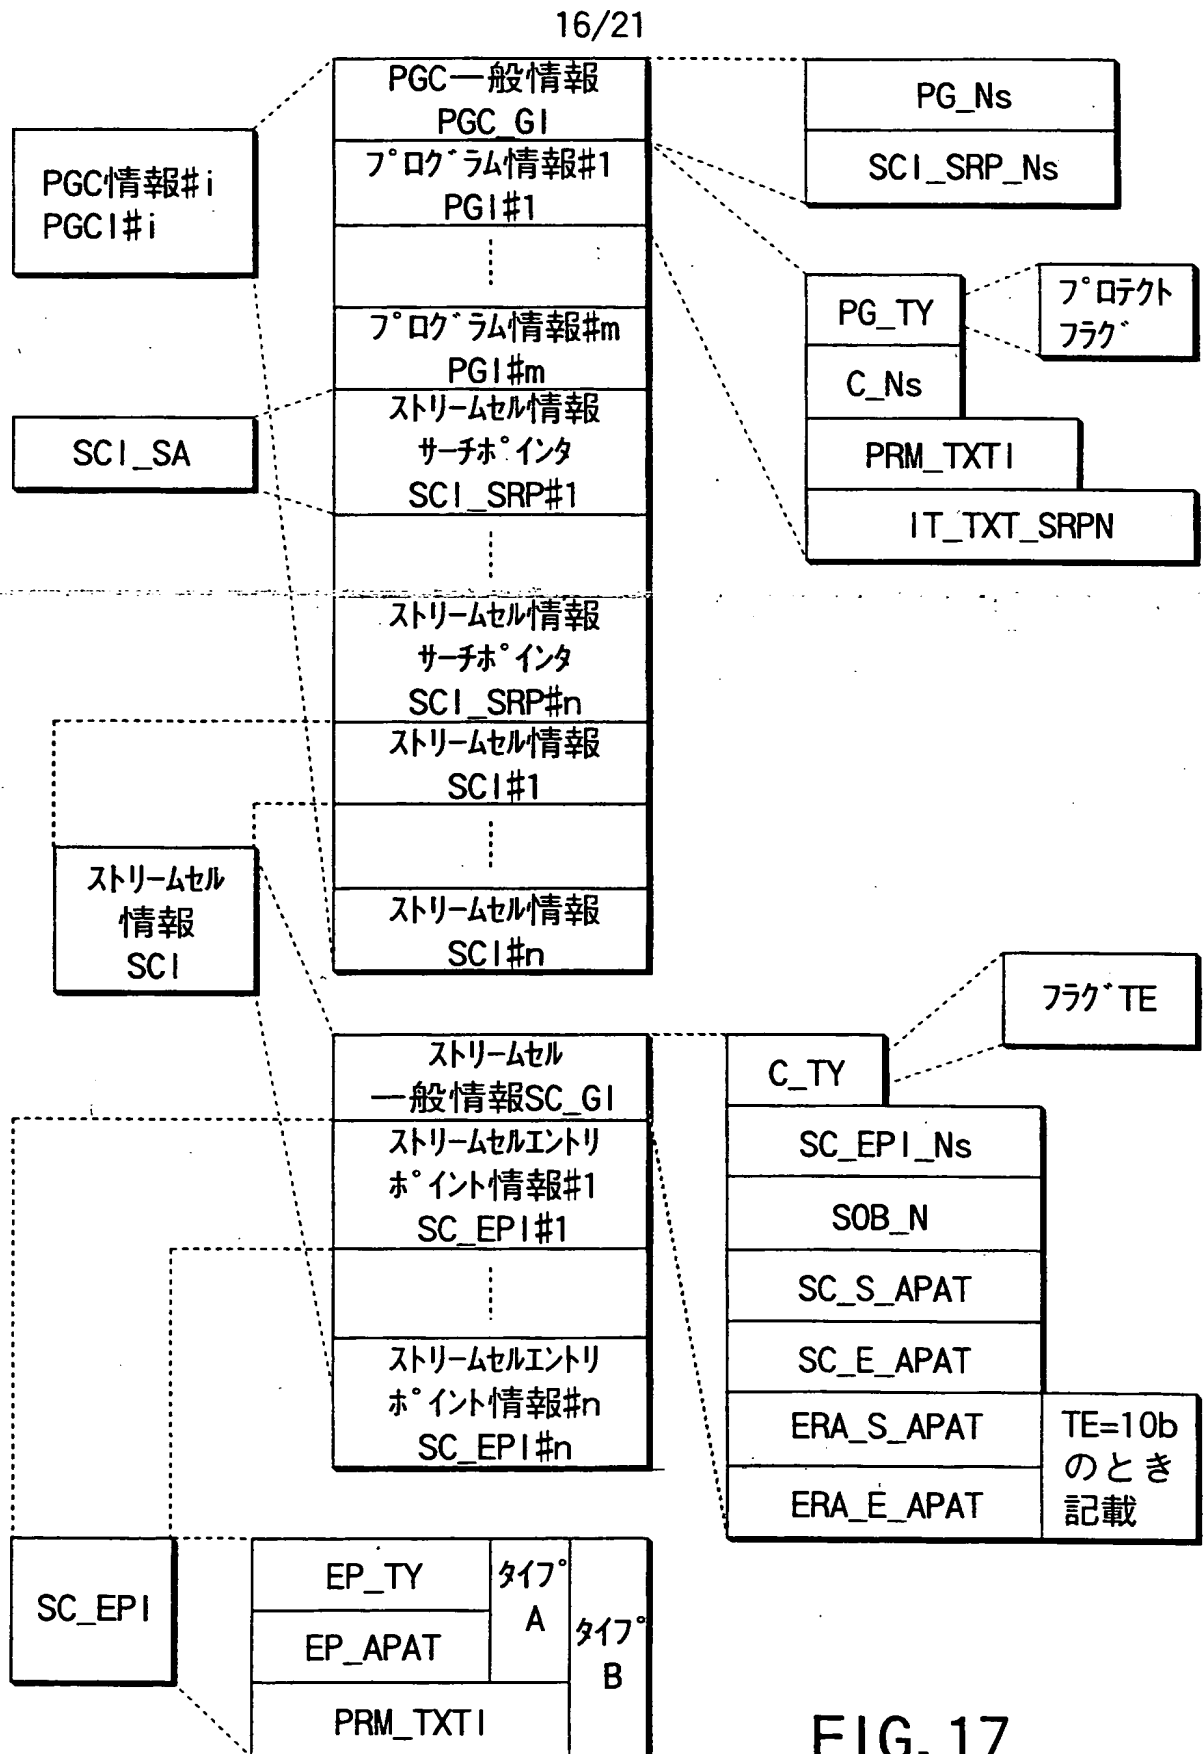 16/21
PGC一般情報
PGC_GI
プログラム情報#1
PGI#1
プログラム情報#m
PGI#m
ストリームセル情報
サーチポインタ
SCI_SRP#1
ストリームセル情報
サーチポインタ
SCI_SRP#n
ストリームセル情報
SCI#1
ストリームセル情報
SCI#n
PGC情報#i
PGCI#i
SCI_SA
PG_Ns
SCI_SRP_Ns
PG_TY
C_Ns
PRM_TXTI
IT_TXT_SRPN
プロテクト
フラグ
ストリームセル
情報
SCI
ストリームセル
一般情報SC_GI
ストリームセルエントリ
ポイント情報#1
SC_EPI#1
ストリームセルエントリ
ポイント情報#n
SC_EPI#n
フラグTE
C_TY
SC_EPI_Ns
SOB_N
SC_S_APAT
SC_E_APAT
ERA_S_APAT
ERA_E_APAT
TE=10b
のとき
記載
SC_EPI
EP_TY
EP_APAT
PRM_TXTI
タイプ
A
タイプ
B
FIG. 17